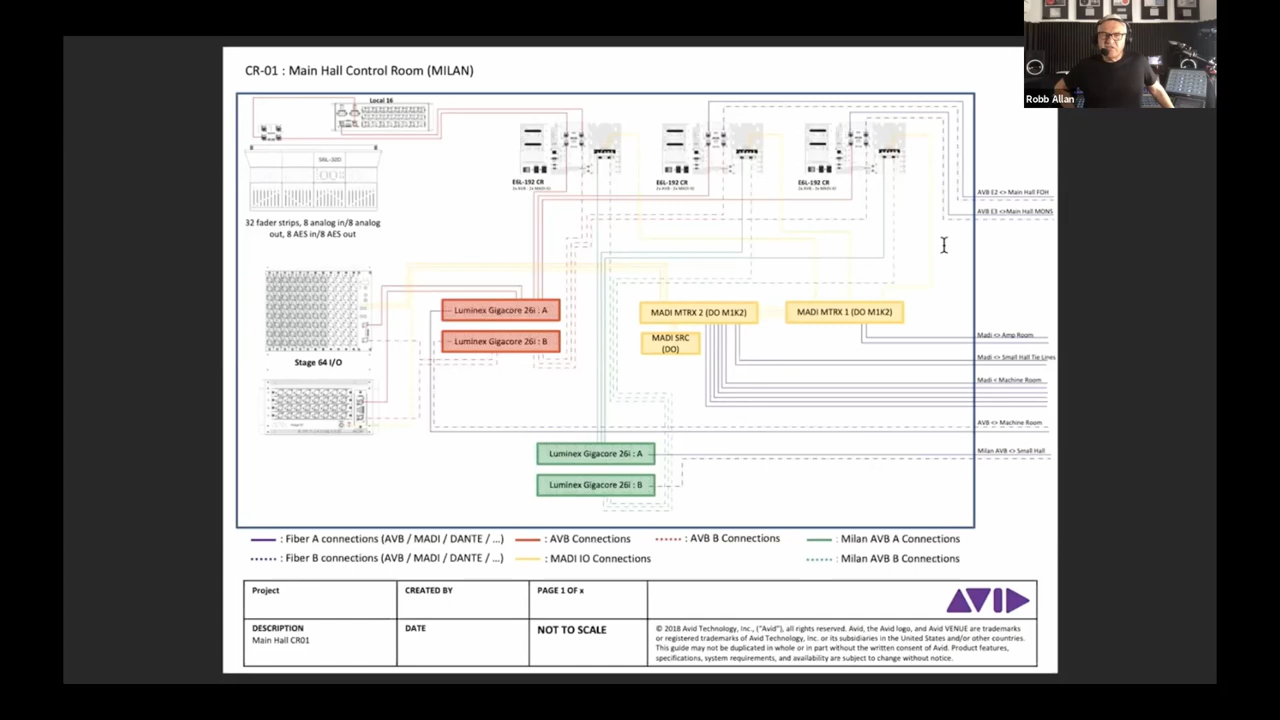 CR-01 : Main Hall Control Room (MILAN)
Robb Allan
Local 16
S6L-32D
E6L-192 CR
E6L-192 CR
E6L-192 CR
32 fader strips, 8 analog in/8 analog
out, 8 AES in/8 AES out
AVB E2 <> Main Hall FOH
AVB E3 <>Main Hall MONS
Luminex Gigacore 26i : A
Luminex Gigacore 26i : B
MADI MTRX 2 (DO M1K2)
MADI MTRX 1 (DO M1K2)
MADI SRC
(DO)
Stage 64 I/O
Madi <> Amp Room
Madi <> Small Hall Tie Lines
Madi < Machine Room
AVB <> Machine Room
Milan AVB <> Small Hall
Luminex Gigacore 26i : A
Luminex Gigacore 26i : B
: Fiber A connections (AVB / MADI / DANTE / ...)
: AVB Connections
: AVB B Connections
: Milan AVB A Connections
: Fiber B connections (AVB / MADI / DANTE / ...)
: MADI IO Connections
: Milan AVB B Connections
Project
CREATED BY
PAGE 1 OF x
AVID
DESCRIPTION
Main Hall CR01
DATE
NOT TO SCALE
© 2018 Avid Technology, Inc., ("Avid"), all rights reserved. Avid, the Avid logo, and Avid VENUE are trademarks
or registered trademarks of Avid Technology, Inc. or its subsidiaries in the United States and/or other countries.
This guide may not be duplicated in whole or in part without the written consent of Avid. Product features,
specifications, system requirements, and availability are subject to change without notice.